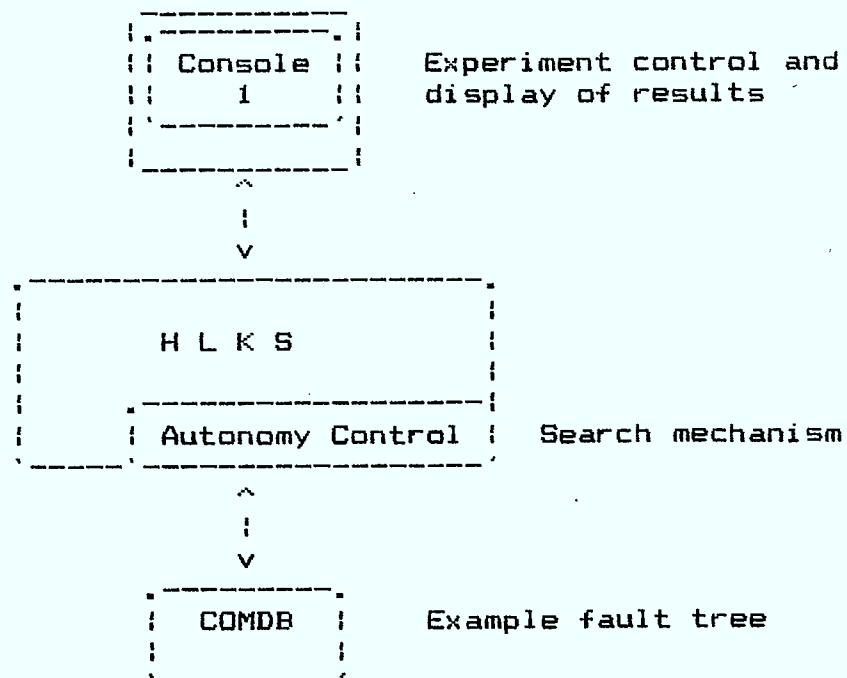 Console Experiment control and
1 display of results
H L K S
Autonomy Control Search mechanism
COMDB Example fault tree